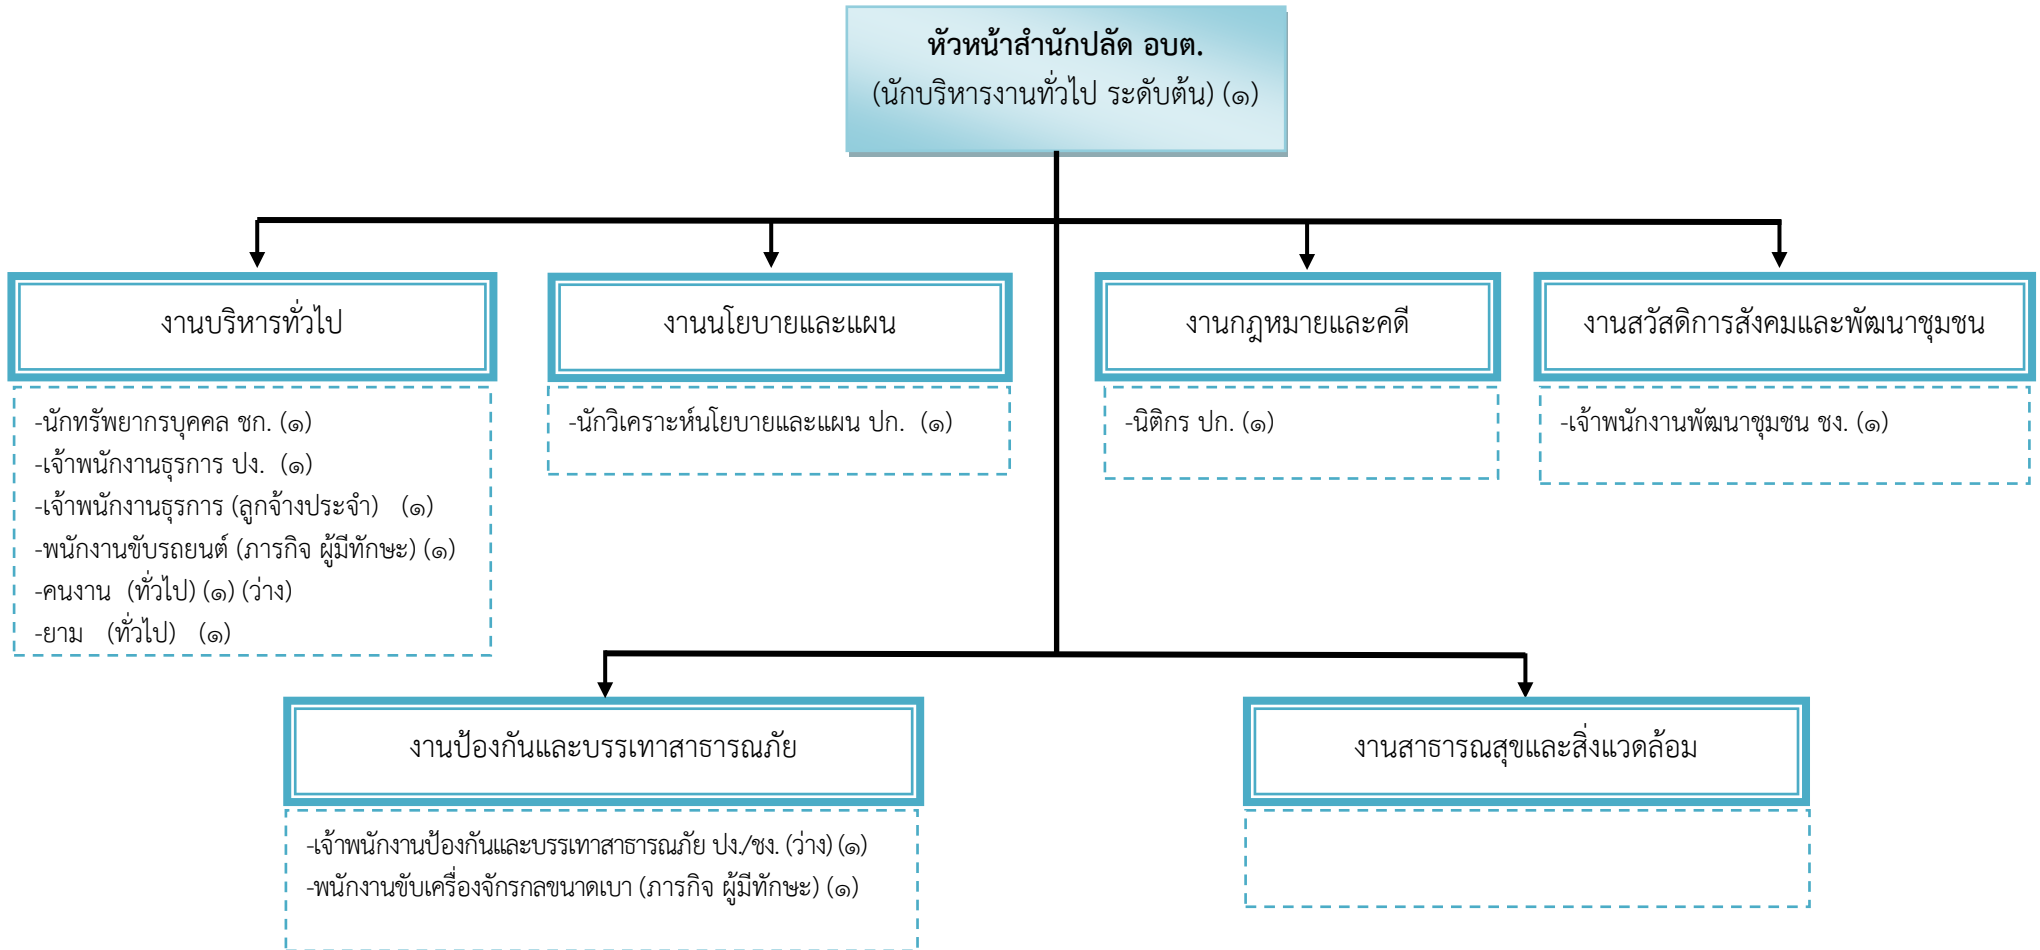 หัวหน้าสำนักปลัด อบต.
(นักบริหารงานทั่วไป ระดับต้น) (๑)
งานบริหารทั่วไป
-นักทรัพยากรบุคคล ชก. (๑)
-เจ้าพนักงานธุรการ ปง. (๑)
-เจ้าพนักงานธุรการ (ลูกจ้างประจำ) (๑)
-พนักงานขับรถยนต์ (ภารกิจ ผู้มีทักษะ) (๑)
-คนงาน (ทั่วไป) (๑) (ว่าง)
-ยาม (ทั่วไป) (๑)
งานนโยบายและแผน
-นักวิเคราะห์นโยบายและแผน ปก. (๑)
งานกฎหมายและคดี
-นิติกร ปก. (๑)
งานสวัสดิการสังคมและพัฒนาชุมชน
-เจ้าพนักงานพัฒนาชุมชน ชง. (๑)
งานป้องกันและบรรเทาสาธารณภัย
-เจ้าพนักงานป้องกันและบรรเทาสาธารณภัย ปง./ชง. (ว่าง) (๑)
-พนักงานขับเครื่องจักรกลขนาดเบา (ภารกิจ ผู้มีทักษะ) (๑)
งานสาธารณสุขและสิ่งแวดล้อม